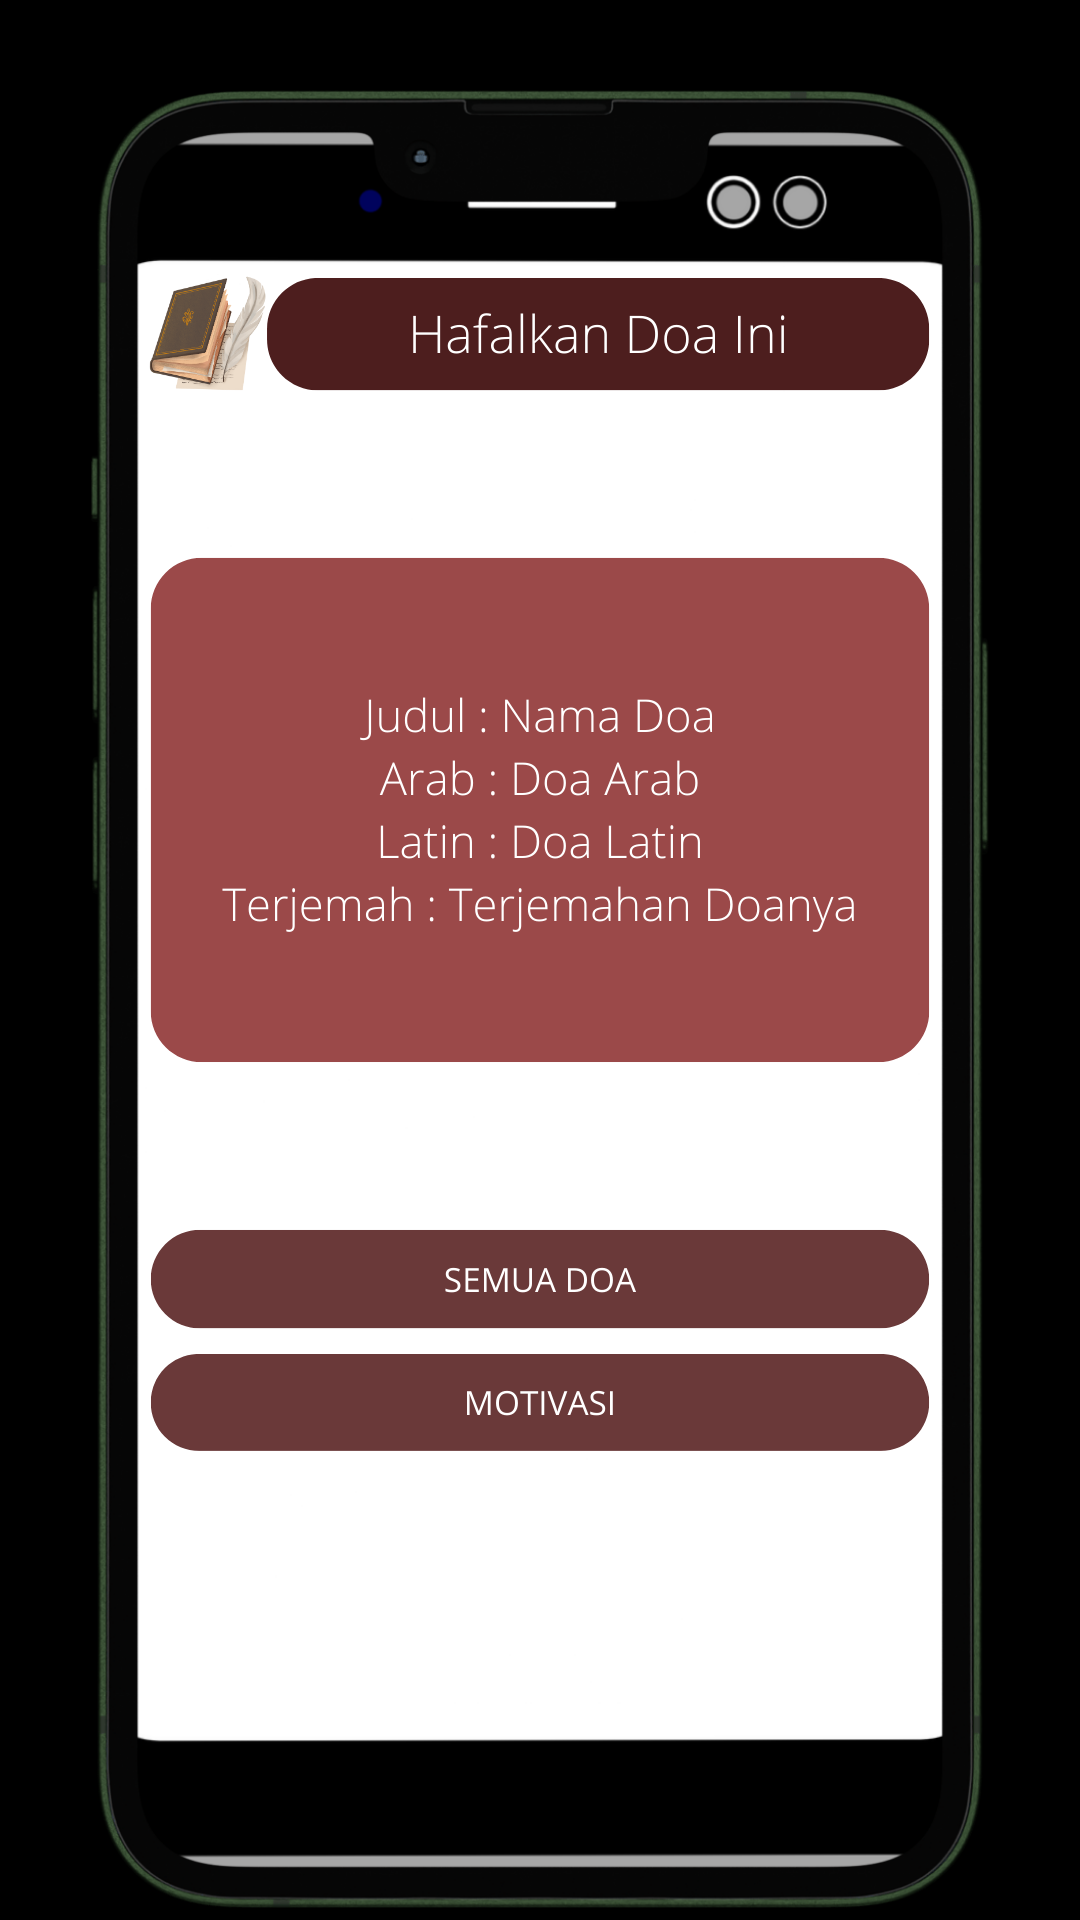 Hafalkan Doa Ini
Judul : Nama Doa
Arab : Doa Arab
Latin : Doa Latin
Terjemah : Terjemahan Doanya
SEMUA DOA
MOTIVASI